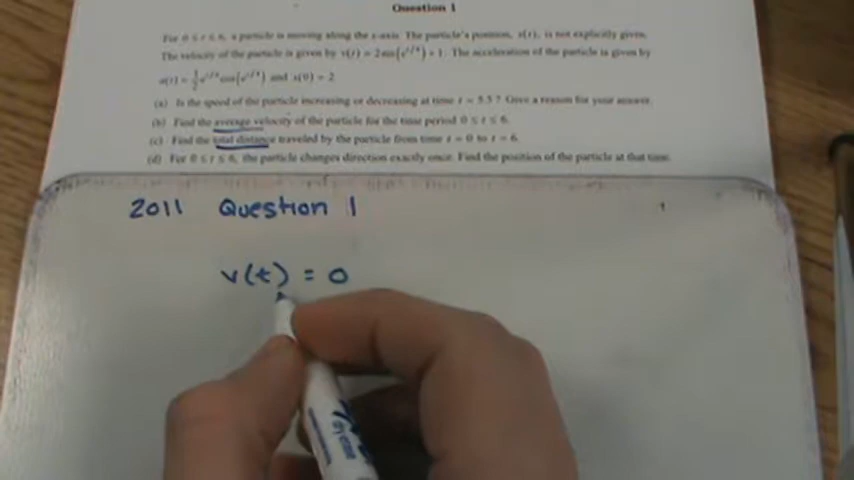 Question 1
For 0 ≤ t ≤ 6, a particle is moving along the x-axis. The particle's position, x(t), is not explicitly given.
The velocity of the particle is given by v(t) = 2 sin(e^(t/4)) + 1. The acceleration of the particle is given by
a(t) = 1/2 e^(t/4) cos(e^(t/4)) and x(0) = 2.
(a) Is the speed of the particle increasing or decreasing at time t = 5.5 ? Give a reason for your answer.
(b) Find the average velocity of the particle for the time period 0 ≤ t ≤ 6.
(c) Find the total distance traveled by the particle from time t = 0 to t = 6.
(d) For 0 ≤ t ≤ 6, the particle changes direction exactly once. Find the position of the particle at that time.
2011 Question 1
v(t) = 0